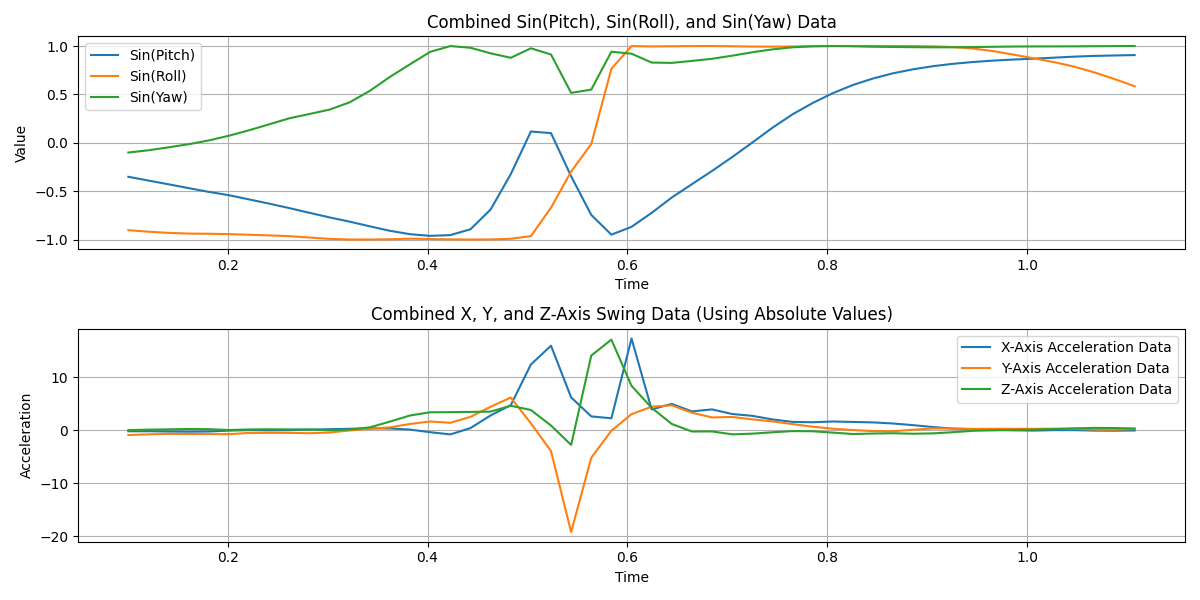 Combined Sin(Pitch), Sin(Roll), and Sin(Yaw) Data
1.0
0.5
0.0
−0.5
−1.0
Value
Sin(Pitch)
Sin(Roll)
Sin(Yaw)
0.2 0.4 0.6 0.8 1.0
Time
Combined X, Y, and Z-Axis Swing Data (Using Absolute Values)
10
0
−10
−20
Acceleration
X-Axis Acceleration Data
Y-Axis Acceleration Data
Z-Axis Acceleration Data
0.2 0.4 0.6 0.8 1.0
Time